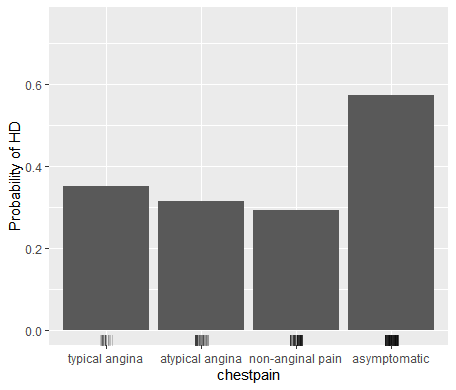 Probability of HD
0.6
0.4
0.2
0.0
typical angina atypical angina non-anginal pain asymptomatic
chestpain